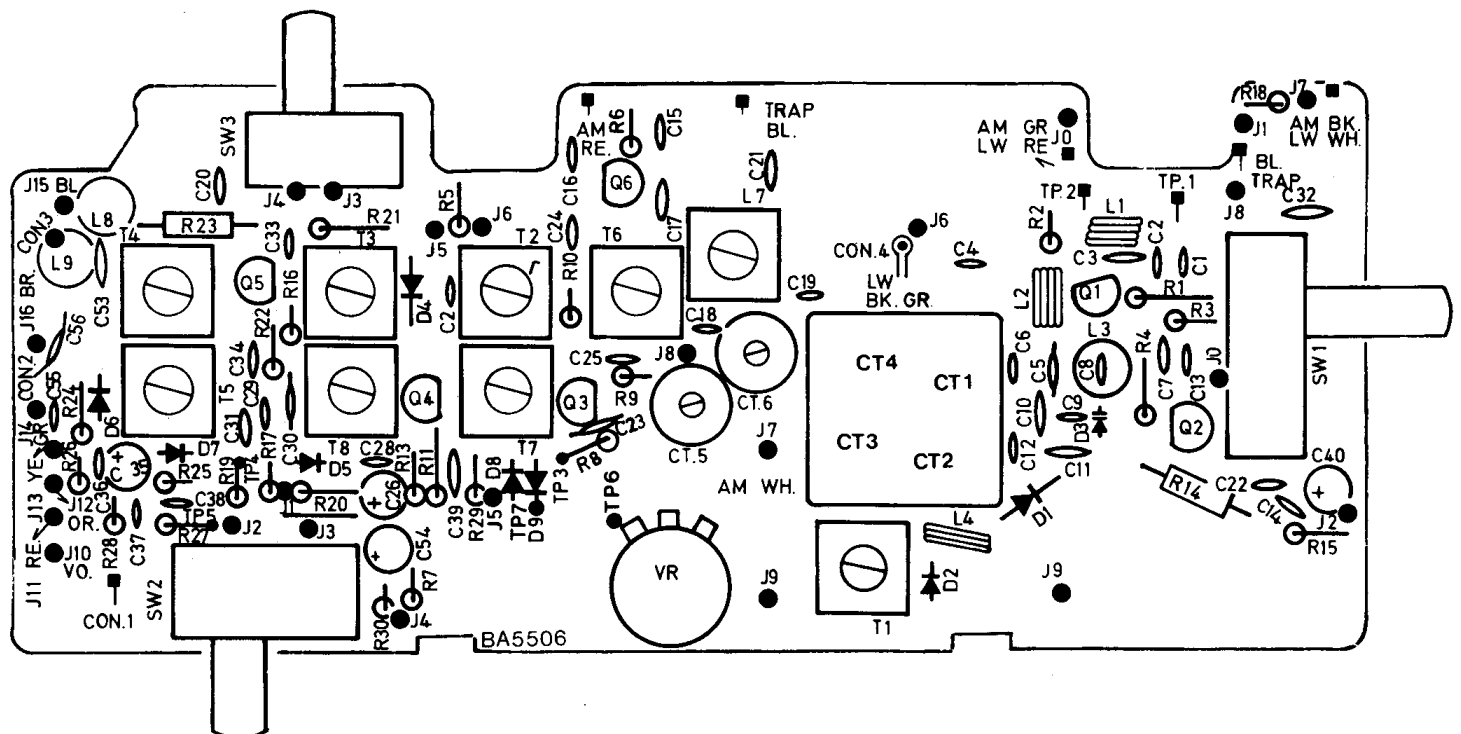 R18
J7
J1
AM BK.
LW WH.
BL.
TRAP
J8
C32
AM
RE.
R6
C15
TRAP
BL.
AM GR
LW RE
J0
SW3
C20
J4
J3
R5
J5
J6
C16
Q6
C17
C21
L7
TP.2
TP.1
R2
L1
C2
C1
C3
J15 BL
L8
CON3
L9
R23
T4
C33
R21
T3
T2
C24
T6
J6
CON.4
LW
BK. GR.
C4
J16 BR.
C53
Q5
R16
D4
C2
R10
C19
L2
Q1
R1
R3
C56
R22
C18
CON2
C34
C25
J8
CT.6
CT4
CT1
CT3
CT2
C6
C5
L3
C8
R4
C7
C13
J0
SW1
C55
R24
D6
T5
C29
Q4
Q3
R9
CT.5
C10
C9
D3
Q2
J14 YE
GR
C31
R17
C30
T8
C28
R13
R11
T7
C23
R8
J7
C12
C11
R26
C36
C 35
D7
R25
R19
TP4
D5
R20
C26
D8
TP3
AM WH.
D1
R14
C22
C40
J13
J12
OR.
C38
TP5
J1
C39
R29
J5
TP7
D9
TP6
C14
J2
J11 RE.
J10
VO.
R28
C37
R27
J2
J3
C54
VR
L4
R15
CON.1
SW2
R30
R7
J4
BA5506
J9
T1
D2
J9